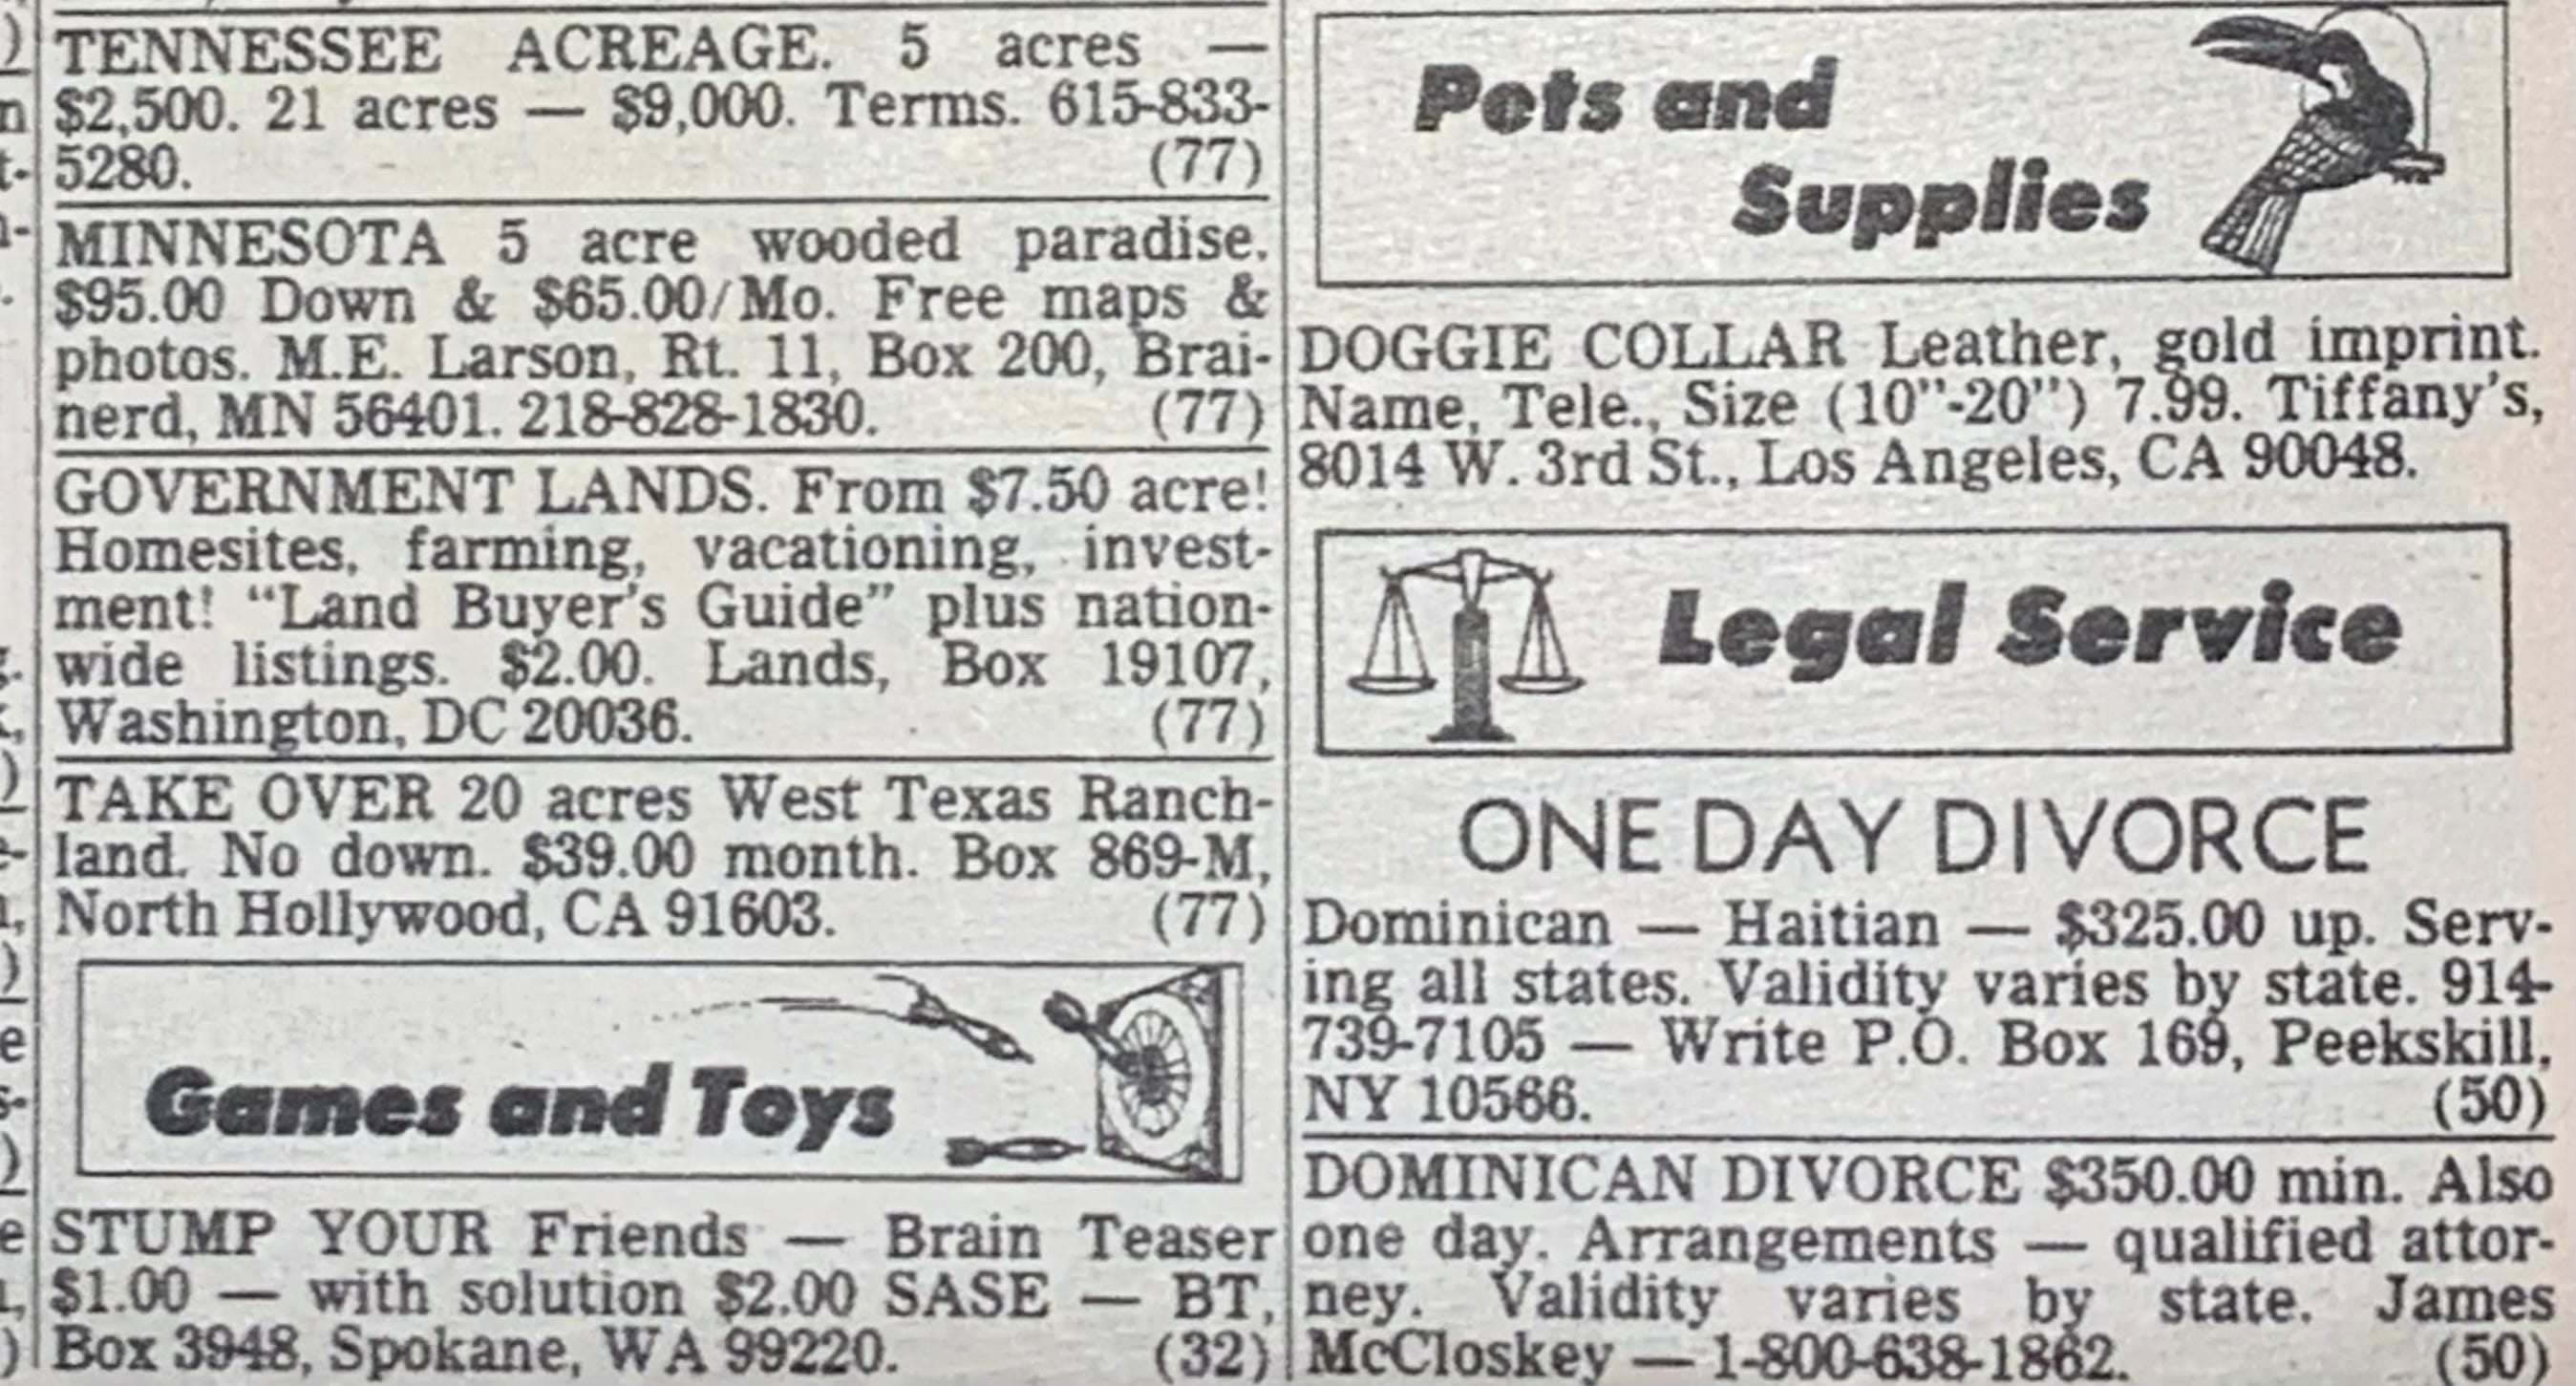 TENNESSEE ACREAGE. 5 acres —
$2,500. 21 acres — $9,000. Terms. 615-833-
5280. (77)
MINNESOTA 5 acre wooded paradise.
$95.00 Down & $65.00/Mo. Free maps &
photos. M.E. Larson, Rt. 11, Box 200, Brai-
nerd, MN 56401. 218-828-1830. (77)
GOVERNMENT LANDS. From $7.50 acre!
Homesites, farming, vacationing, invest-
ment! “Land Buyer’s Guide” plus nation-
wide listings. $2.00. Lands, Box 19107,
Washington, DC 20036. (77)
TAKE OVER 20 acres West Texas Ranch-
land. No down. $39.00 month. Box 869-M,
North Hollywood, CA 91603. (77)
Games and Toys
STUMP YOUR Friends — Brain Teaser
$1.00 — with solution $2.00 SASE — BT,
Box 3948, Spokane, WA 99220. (32)
Pets and
Supplies
DOGGIE COLLAR Leather, gold imprint.
Name, Tele., Size (10”-20”) 7.99. Tiffany’s,
8014 W. 3rd St., Los Angeles, CA 90048.
Legal Service
ONE DAY DIVORCE
Dominican — Haitian — $325.00 up. Serv-
ing all states. Validity varies by state. 914-
739-7105 — Write P.O. Box 169, Peekskill,
NY 10566. (50)
DOMINICAN DIVORCE $350.00 min. Also
one day. Arrangements — qualified attor-
ney. Validity varies by state. James
McCloskey — 1-800-638-1862. (50)